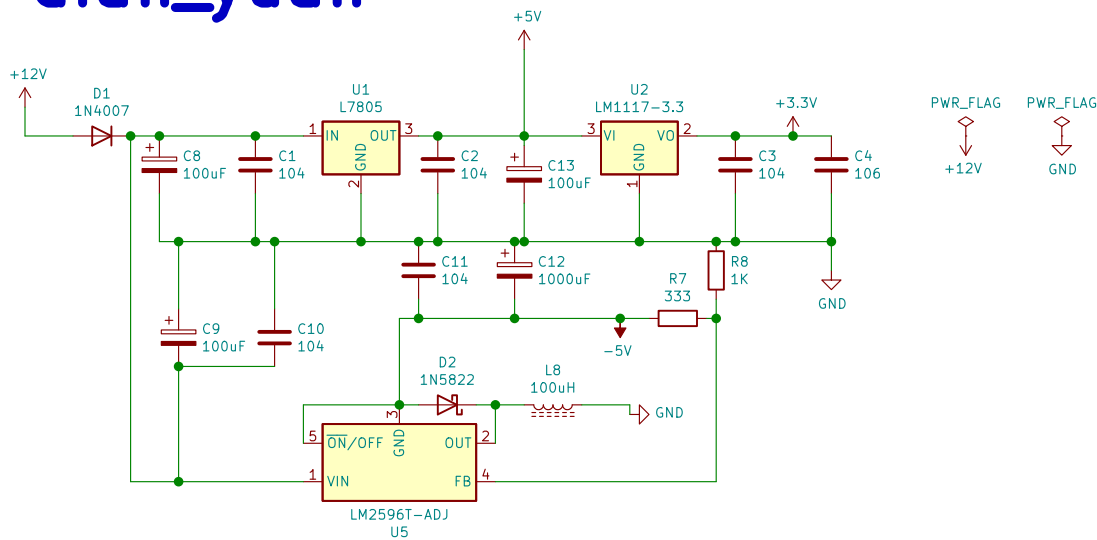 +5V
+12V
D1
1N4007
U1
L7805
U2
LM1117-3.3
+3.3V
PWR_FLAG
PWR_FLAG
1 IN OUT 3
GND
2
3 VI VO 2
GND
1
C8
100uF
C1
104
C2
104
C13
100uF
C3
104
C4
106
+12V
GND
C11
104
C12
1000uF
R8
1K
R7
333
GND
C9
100uF
C10
104
-5V
D2
1N5822
L8
100uH
GND
3
5 ON/OFF GND OUT 2
1 VIN FB 4
LM2596T-ADJ
U5